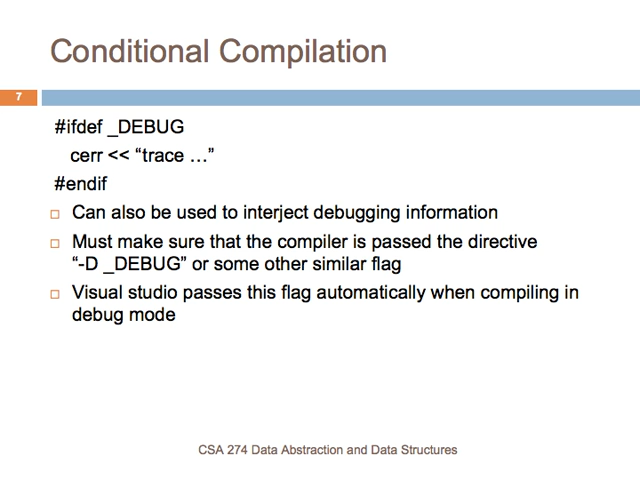 Conditional Compilation
7
#ifdef _DEBUG
cerr << “trace …”
#endif
Can also be used to interject debugging information
Must make sure that the compiler is passed the directive
“-D _DEBUG” or some other similar flag
Visual studio passes this flag automatically when compiling in
debug mode
CSA 274 Data Abstraction and Data Structures